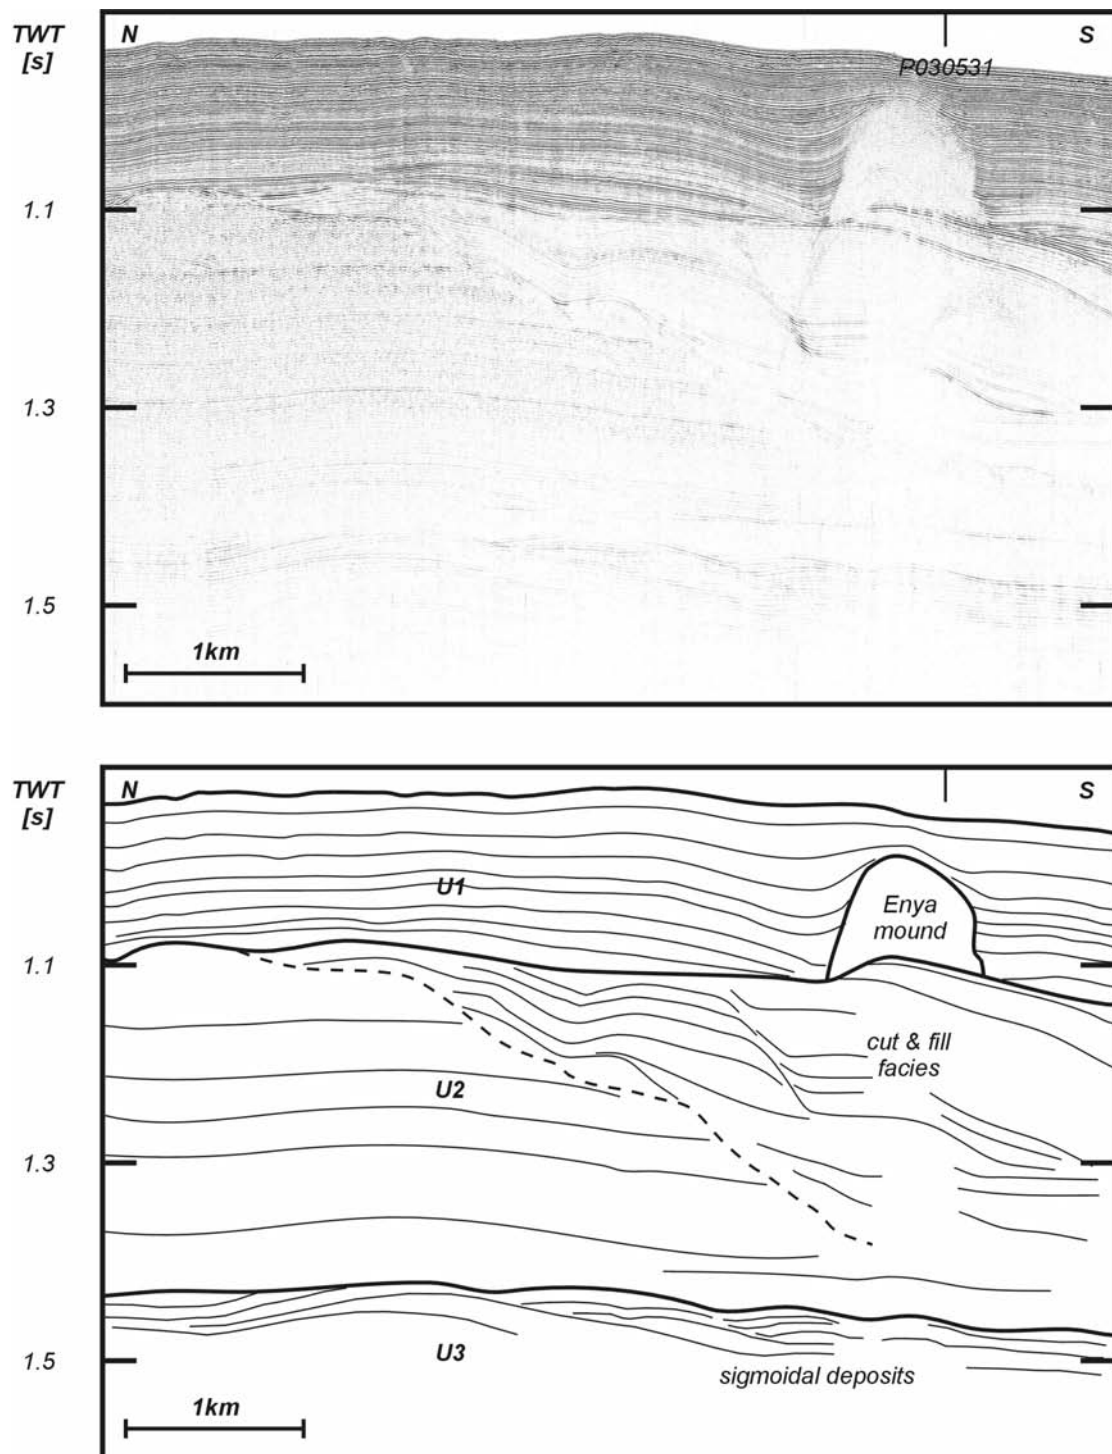 TWT
[s]
N
S
P030531
1.1
1.3
1.5
1km
TWT
[s]
N
S
U1
Enya
mound
1.1
cut & fill
facies
U2
1.3
U3
1.5
sigmoidal deposits
1km